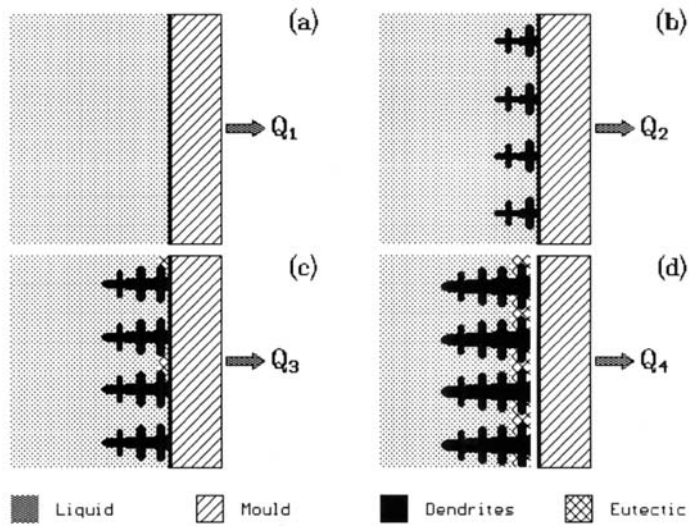 (a)
(b)
Q1
Q2
(c)
(d)
Q3
Q4
Liquid
Mould
Dendrites
Eutectic